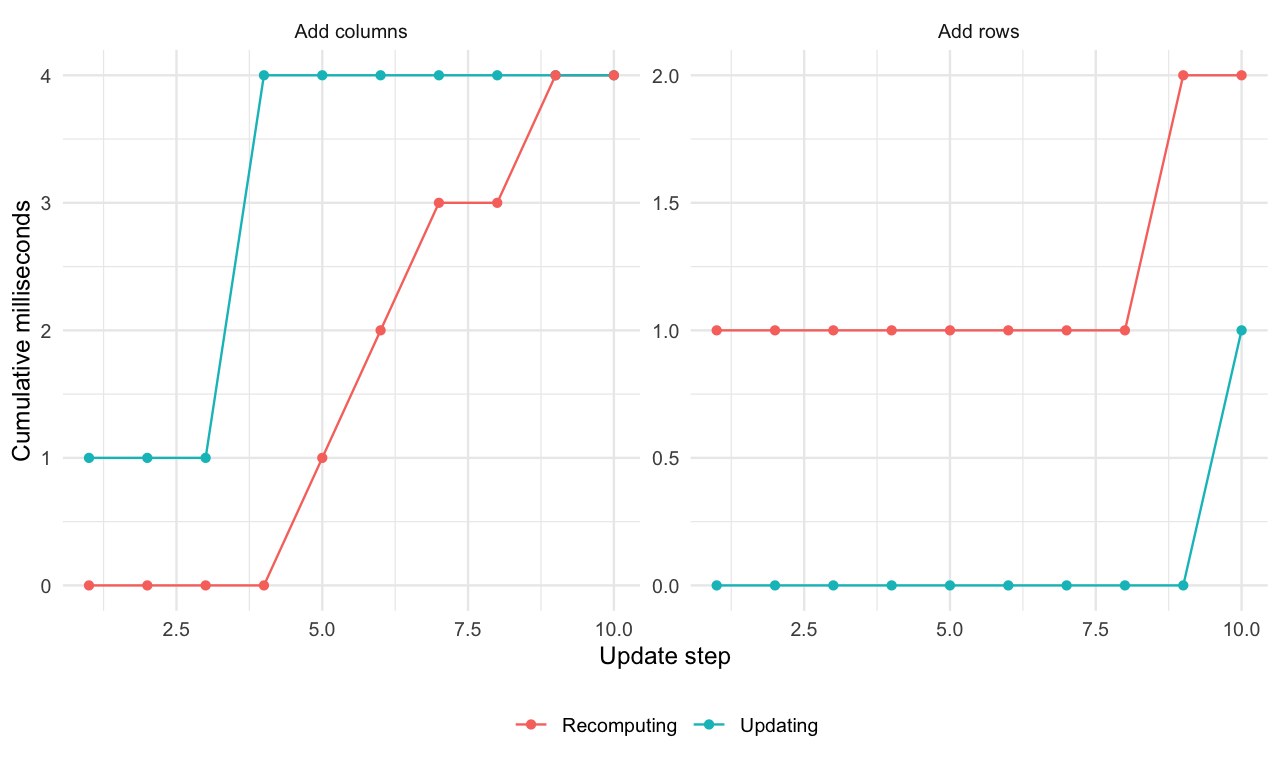 Add columns
Add rows
Cumulative milliseconds
4
3
2
1
0
2.0
1.5
1.0
0.5
0.0
2.5 5.0 7.5 10.0
2.5 5.0 7.5 10.0
Update step
Recomputing Updating